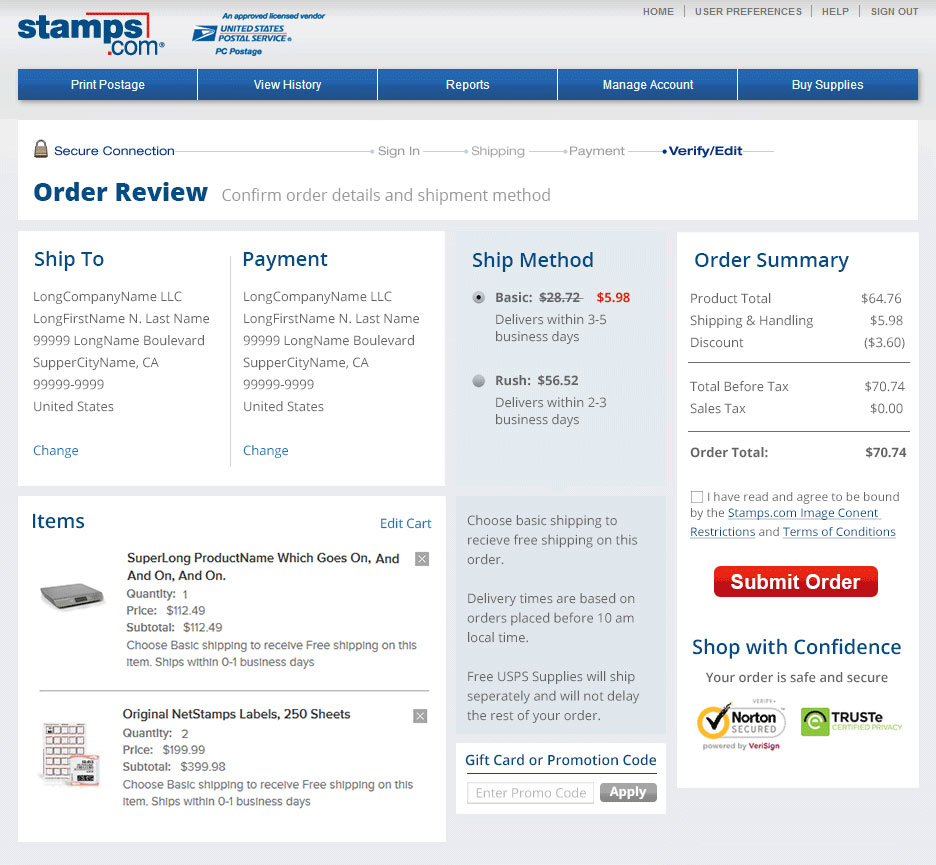 HOME
USER PREFERENCES
HELP
SIGN OUT
stamps
.com®
An approved licensed vendor
UNITED STATES
POSTAL SERVICE®
PC Postage
Print Postage
View History
Reports
Manage Account
Buy Supplies
Secure Connection
Sign In
Shipping
Payment
Verify/Edit
Order Review Confirm order details and shipment method
Ship To
LongCompanyName LLC
LongFirstName N. Last Name
99999 LongName Boulevard
SupperCityName, CA
99999-9999
United States
Change
Payment
LongCompanyName LLC
LongFirstName N. Last Name
99999 LongName Boulevard
SupperCityName, CA
99999-9999
United States
Change
Ship Method
Basic: $28.72 $5.98
Delivers within 3-5
business days
Rush: $56.52
Delivers within 2-3
business days
Order Summary
Product Total $64.76
Shipping & Handling $5.98
Discount ($3.60)
Total Before Tax $70.74
Sales Tax $0.00
Order Total: $70.74
I have read and agree to be bound
by the Stamps.com Image Conent
Restrictions and Terms of Conditions
Submit Order
Shop with Confidence
Your order is safe and secure
VERIFY+
Norton
SECURED
powered by VeriSign
TRUSTe
CERTIFIED PRIVACY
Items
Edit Cart
SuperLong ProductName Which Goes On, And
And On, And On.
Quantity: 1
Price: $112.49
Subtotal: $112.49
Choose Basic shipping to receive Free shipping on this
item. Ships within 0-1 business days
Original NetStamps Labels, 250 Sheets
Quantity: 2
Price: $199.99
Subtotal: $399.98
Choose Basic shipping to receive Free shipping on this
item. Ships within 0-1 business days
Choose basic shipping to
recieve free shipping on this
order.
Delivery times are based on
orders placed before 10 am
local time.
Free USPS Supplies will ship
seperately and will not delay
the rest of your order.
Gift Card or Promotion Code
Enter Promo Code
Apply